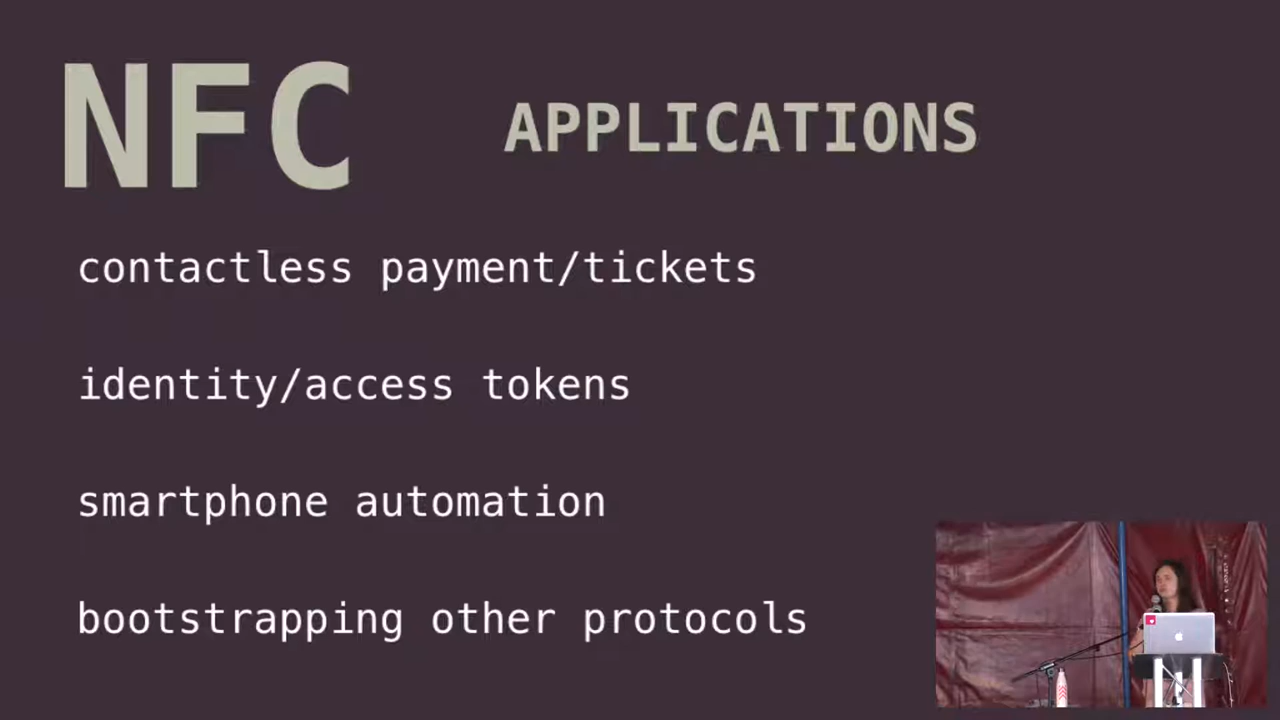 NFC APPLICATIONS
contactless payment/tickets
identity/access tokens
smartphone automation
bootstrapping other protocols